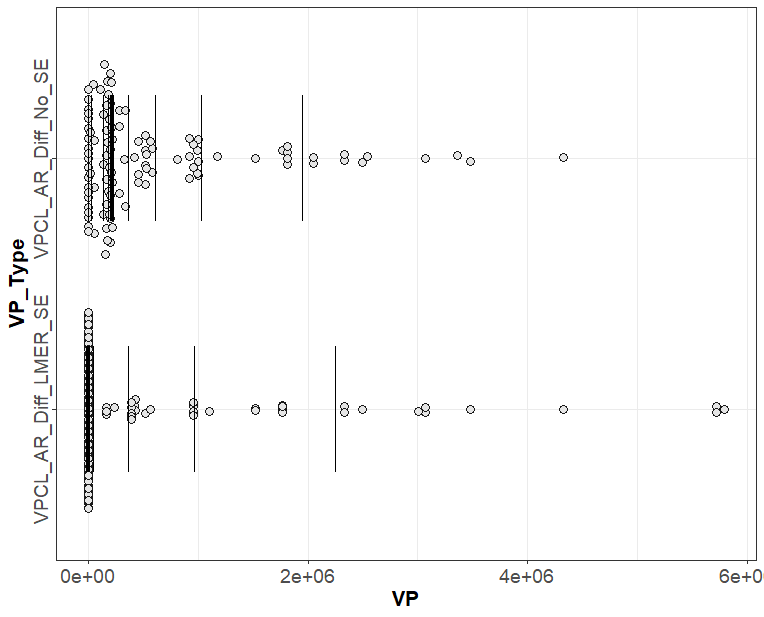 VP_Type
VPCL_AR_Diff_No_SE
VPCL_AR_Diff_LMER_SE
0e+00 2e+06 4e+06 6e+0
VP